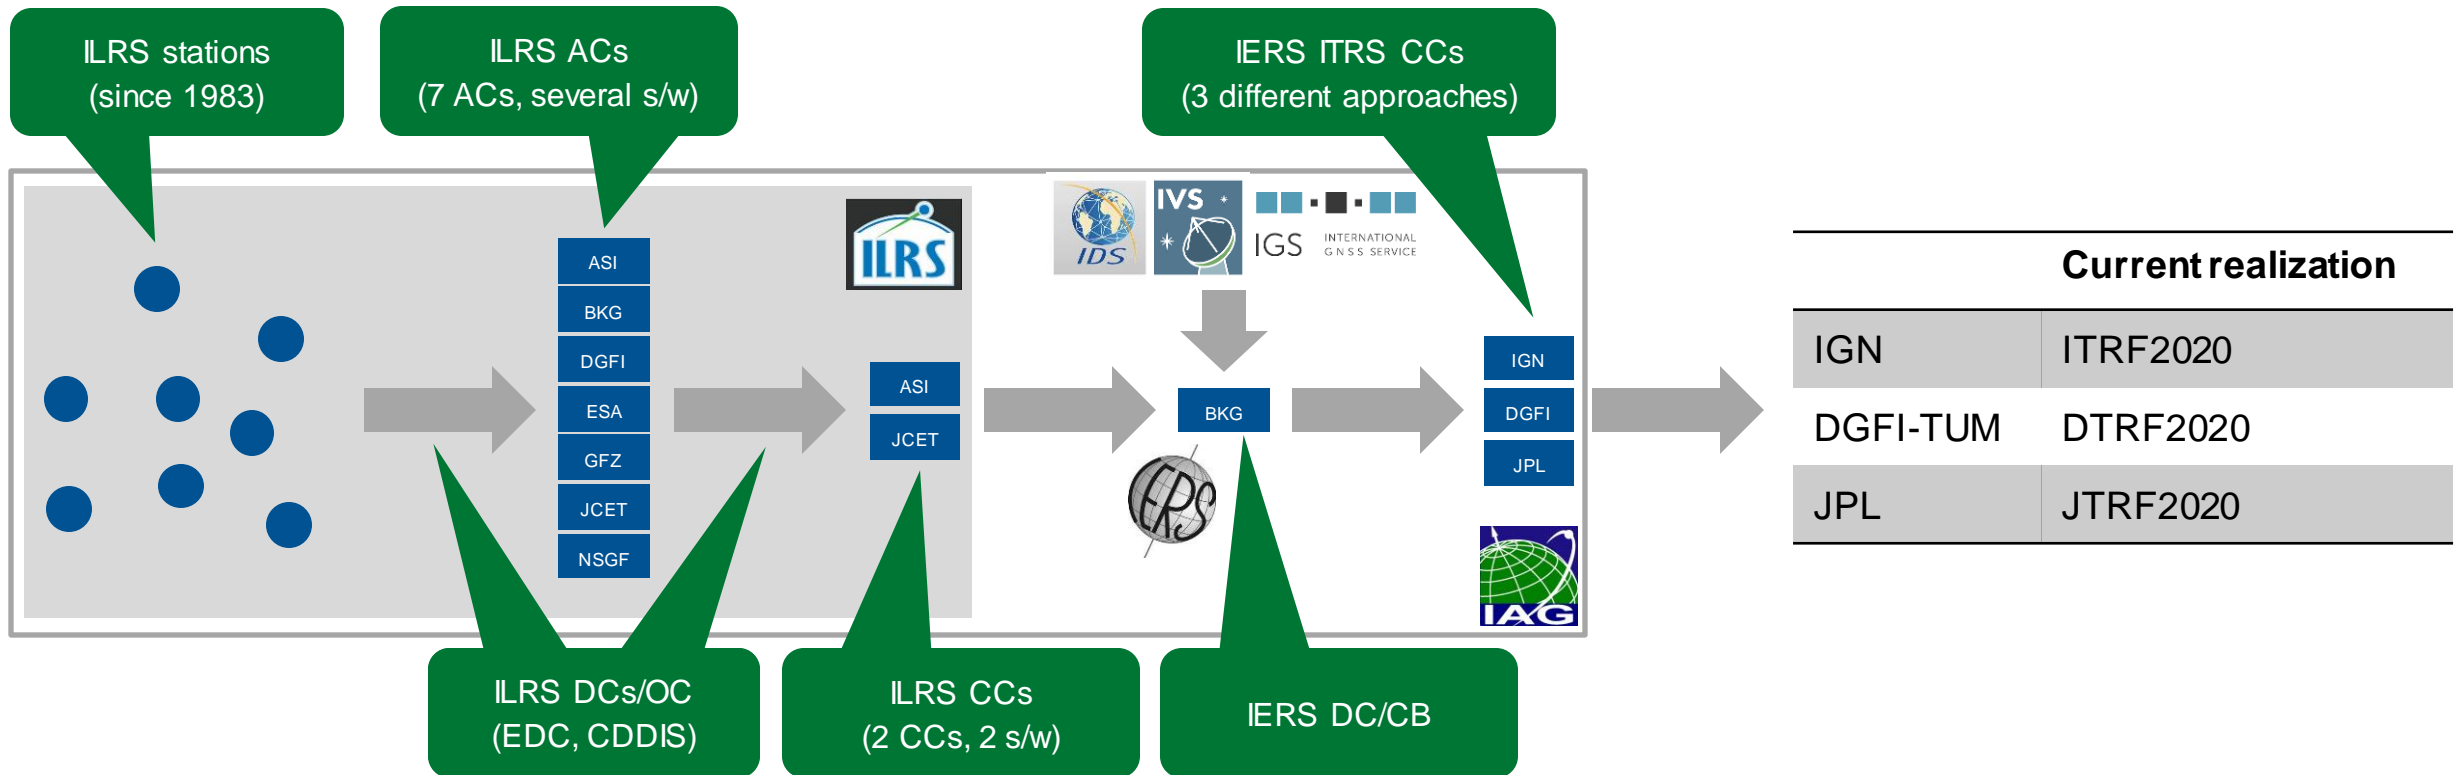 ILRS stations
(since 1983)
ILRS ACs
(7 ACs, several s/w)
IERS ITRS CCs
(3 different approaches)
ILRS
IDS
IVS
IGS
INTERNATIONAL
GNSS SERVICE
ASI
BKG
DGFI
ESA
GFZ
JCET
NSGF
ASI
JCET
BKG
IERS
IGN
DGFI
JPL
IAG
ILRS DCs/OC
(EDC, CDDIS)
ILRS CCs
(2 CCs, 2 s/w)
IERS DC/CB
Current realization
IGN ITRF2020
DGFI-TUM DTRF2020
JPL JTRF2020